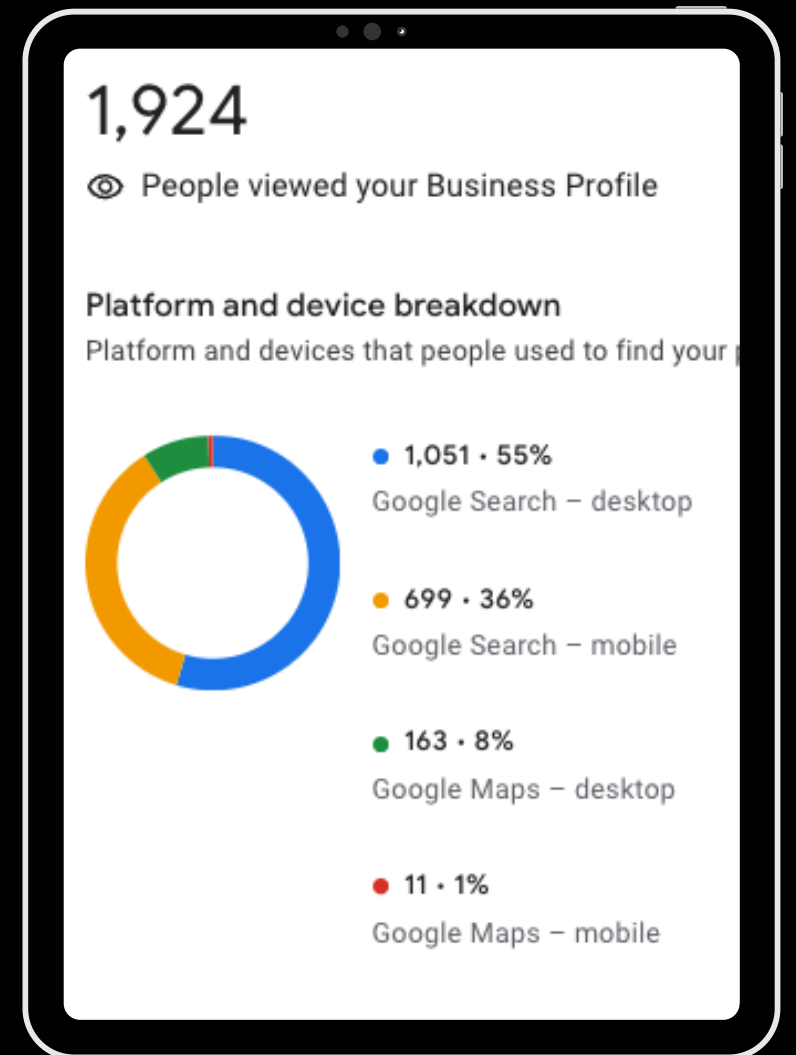 1,924
People viewed your Business Profile
Platform and device breakdown
Platform and devices that people used to find your
1,051 • 55%
Google Search – desktop
699 • 36%
Google Search – mobile
163 • 8%
Google Maps – desktop
11 • 1%
Google Maps – mobile